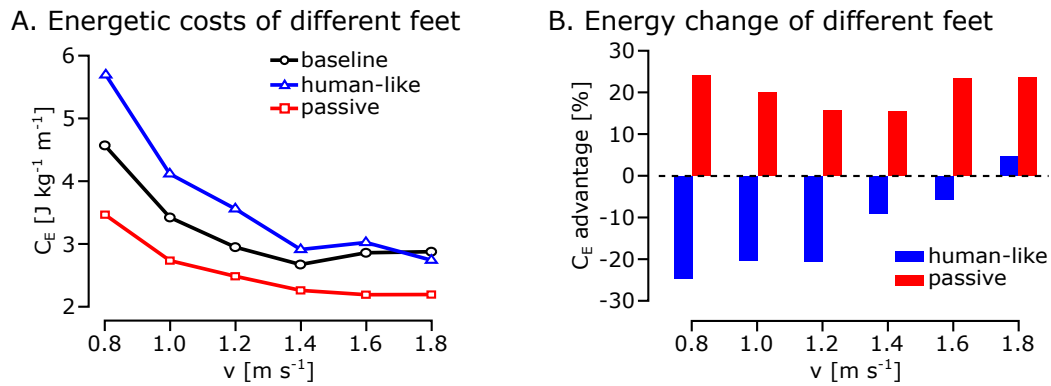 A. Energetic costs of different feet
6
5
4
3
2
C_E [J kg⁻¹ m⁻¹]
baseline
human-like
passive
0.8 1.0 1.2 1.4 1.6 1.8
v [m s⁻¹]
B. Energy change of different feet
30
20
10
0
-10
-20
-30
C_E advantage [%]
human-like
passive
0.8 1.0 1.2 1.4 1.6 1.8
v [m s⁻¹]